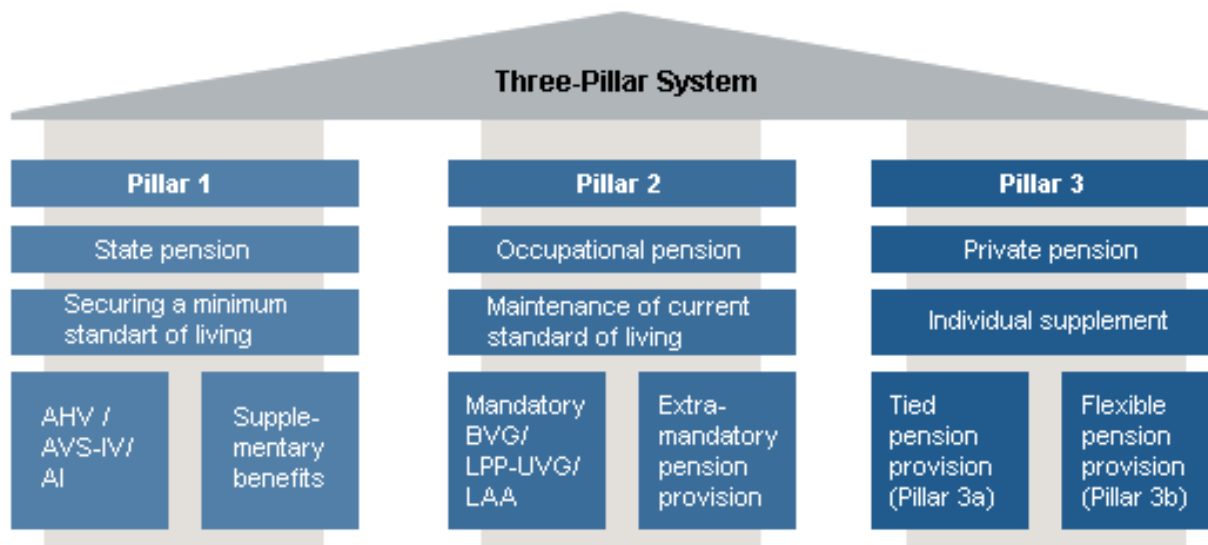 Three-Pillar System
Pillar 1
Pillar 2
Pillar 3
State pension
Occupational pension
Private pension
Securing a minimum
standart of living
Maintenance of current
standard of living
Individual supplement
AHV /
AVS-IV/
AI
Supple-
mentary
benefits
Mandatory
BVG/
LPP-UVG/
LAA
Extra-
mandatory
pension
provision
Tied
pension
provision
(Pillar 3a)
Flexible
pension
provision
(Pillar 3b)